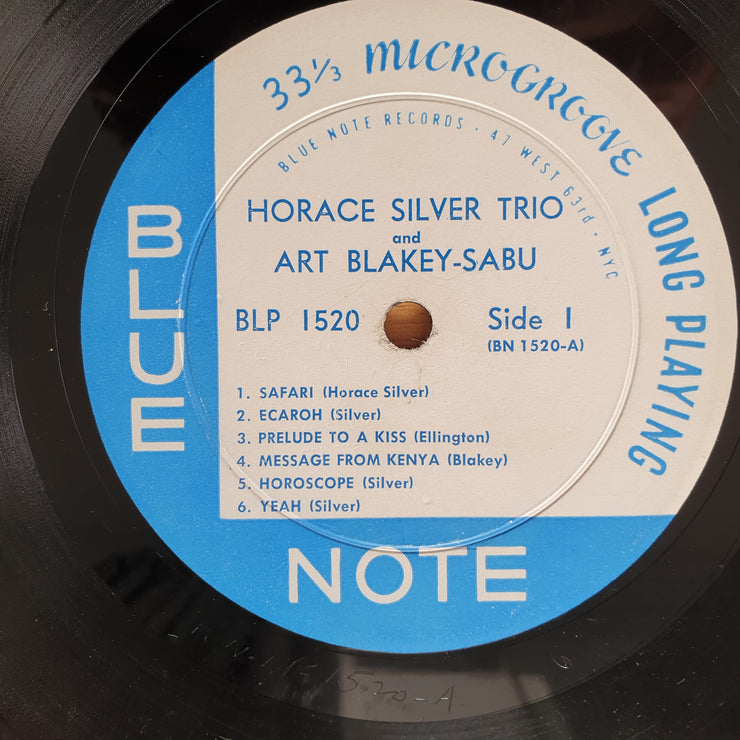 33⅓ MICROGROOVE LONG PLAYING
BLUE NOTE RECORDS · 47 WEST 63rd · NYC
HORACE SILVER TRIO
and
ART BLAKEY-SABU
BLP 1520
Side 1
(BN 1520-A)
1. SAFARI (Horace Silver)
2. ECAROH (Silver)
3. PRELUDE TO A KISS (Ellington)
4. MESSAGE FROM KENYA (Blakey)
5. HOROSCOPE (Silver)
6. YEAH (Silver)
BLUE
NOTE
1520-A